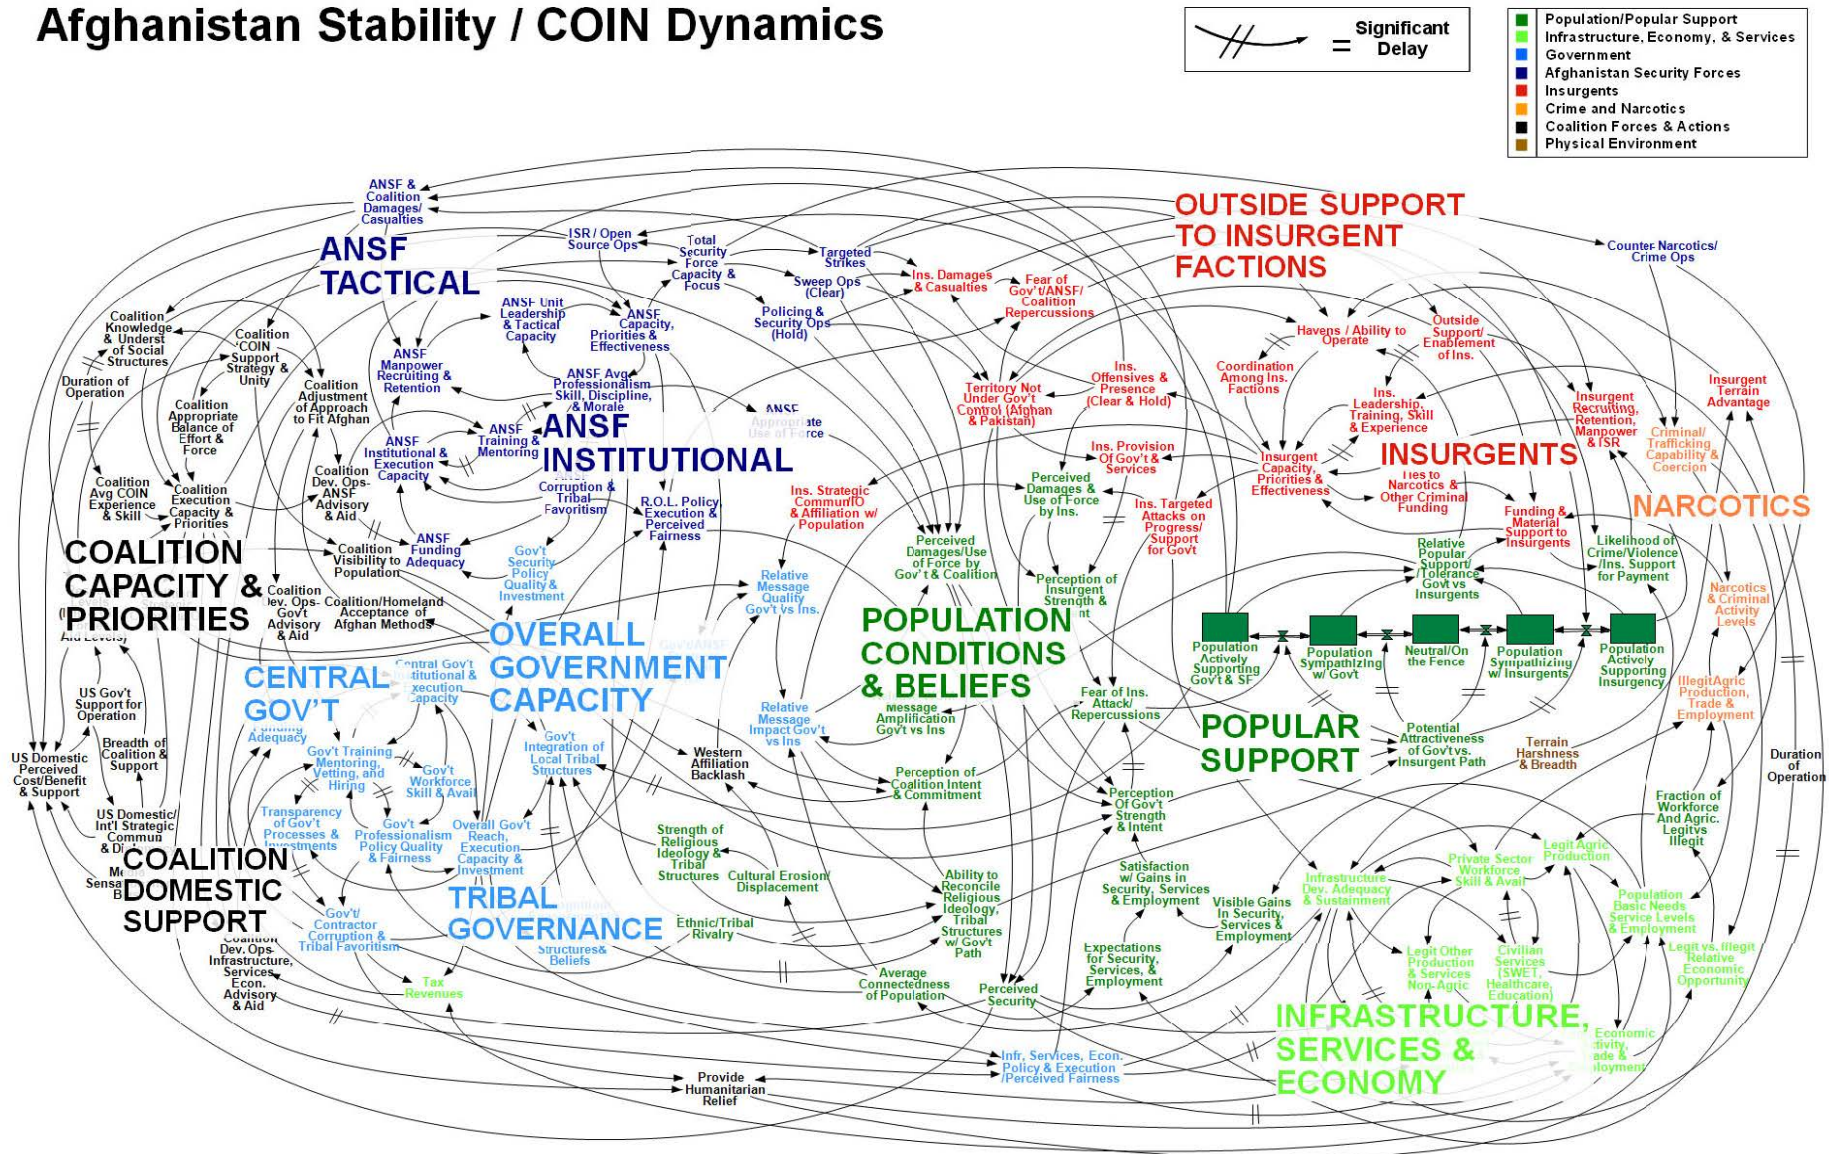 Afghanistan Stability / COIN Dynamics
= Significant
Delay
Population/Popular Support
Infrastructure, Economy, & Services
Government
Afghanistan Security Forces
Insurgents
Crime and Narcotics
Coalition Forces & Actions
Physical Environment
ANSF &
Coalition
Damages/
Casualties
ANSF
TACTICAL
ISR / Open
Source Ops
Total
Security
Force
Capacity &
Focus
Targeted
Strikes
Sweep Ops
(Clear)
Policing &
Security Ops
(Hold)
Ins. Damages
& Casualties
Fear of
Gov't/ANSF/
Coalition
Repercussions
OUTSIDE SUPPORT
TO INSURGENT
FACTIONS
Counter Narcotics/
Crime Ops
Coalition
Knowledge
& Underst
of Social
Structures
Coalition
COIN
Support
Strategy &
Unity
ANSF Unit
Leadership
& Tactical
Capacity
ANSF
Capacity,
Priorities &
Effectiveness
Havens / Ability to
Operate
Outside
Support/
Enablement
of Ins.
Duration of
Operation
Coalition
Appropriate
Balance of
Effort &
Force
Coalition
Adjustment
of Approach
to Fit Afghan
ANSF
Manpower
Recruiting &
Retention
ANSF Avg
Professionalism
Skill, Discipline,
& Morale
Territory Not
Under Gov't
Control (Afghan
& Pakistan)
Ins.
Offensives &
Presence
(Clear & Hold)
Coordination
Among Ins.
Factions
Ins.
Leadership,
Training, Skill
& Experience
Insurgent
Recruiting,
Retention,
Manpower
& ISR
Insurgent
Terrain
Advantage
ANSF
Appropriate
Use of Force
ANSF
INSTITUTIONAL
ANSF
Institutional &
Execution
Capacity
ANSF
Training &
Mentoring
Corruption &
Tribal
Favoritism
R.O.L. Policy
Execution &
Perceived
Fairness
Ins. Strategic
Commun/IO
& Affiliation w/
Population
Ins. Provision
Of Gov't &
Services
Insurgent
Capacity,
Priorities &
Effectiveness
INSURGENTS
Ties to
Narcotics &
Other Criminal
Funding
Criminal/
Trafficking
Capability &
Coercion
NARCOTICS
Coalition
Avg COIN
Experience
& Skill
Coalition
Execution
Capacity &
Priorities
Coalition
Dev. Ops-
ANSF
Advisory
& Aid
Perceived
Damages &
Use of Force
by Ins.
Ins. Targeted
Attacks on
Progress/
Support
for Gov't
Funding &
Material
Support to
Insurgents
COALITION
CAPACITY &
PRIORITIES
Coalition
Visibility to
Population
ANSF
Funding
Adequacy
Gov't
Security
Policy
Quality &
Investment
Relative
Message
Quality
Gov't vs Ins.
Perceived
Damages/Use
of Force by
Gov't & Coalition
Perception of
Insurgent
Strength &
Relative
Popular
Support/
Tolerance
Govt vs
Insurgents
Likelihood of
Crime/Violence
/Ins. Support
for Payment
Narcotics
& Criminal
Activity
Levels
Coalition
Dev. Ops-
Gov't
Advisory
& Aid
Coalition/Homeland
Acceptance of
Afghan Methods
OVERALL
GOVERNMENT
CAPACITY
POPULATION
CONDITIONS
& BELIEFS
Population
Actively
Supporting
Gov't & SF
Population
Sympathizing
w/ Gov't
Neutral/On
the Fence
Population
Sympathizing
w/ Insurgents
Population
Actively
Supporting
Insurgency
CENTRAL
GOV'T
Central Gov't
Execution
Capacity
Adequacy
US Gov't
Support for
Operation
Breadth of
Coalition &
Support
US Domestic
Perceived
Cost/Benefit
& Support
US Domestic/
Int'l Strategic
Commun
Gov't Training
Mentoring,
Vetting, and
Hiring
Gov't
Workforce
Skill & Avail
Gov't
Integration of
Local Tribal
Structures
Western
Affiliation
Backlash
Relative
Message
Impact Gov't
vs Ins
Message
Amplification
Gov't vs Ins
Fear of Ins.
Attack/
Repercussions
POPULAR
SUPPORT
Potential
Attractiveness
of Gov't vs.
Insurgent Path
Terrain
Harshness
& Breadth
Illegit Agric
Production,
Trade &
Employment
Duration
of
Operation
Perception of
Coalition Intent
& Commitment
Perception
Of Gov't
Strength
& Intent
Fraction of
Workforce
And Agric.
Legit vs
Illegit
Transparency
of Gov't
Processes &
Investments
Gov't
Professionalism
Policy Quality
& Fairness
Overall Gov't
Reach,
Execution
Capacity &
Investment
Strength of
Religious
Ideology &
Tribal
Structures
Cultural Erosion/
Displacement
Ability to
Reconcile
Religious
Ideology,
Tribal
Structures
w/ Gov't
Path
Satisfaction
w/ Gains in
Security, Services
& Employment
Visible Gains
In Security,
Services &
Employment
Infrastructure
Dev. Adequacy
& Sustainment
Private Sector
Workforce
Skill & Avail
Legit Agric
Production
Population
Basic Needs
Service Levels
& Employment
COALITION
DOMESTIC
SUPPORT
TRIBAL
GOVERNANCE
Structures&
Beliefs
Gov't/
Contractor
Corruption &
Tribal Favoritism
Ethnic/Tribal
Rivalry
Coalition
Dev. Ops-
Infrastructure,
Services,
Econ.
Advisory
& Aid
Tax
Revenues
Average
Connectedness
of Population
Perceived
Security
Expectations
for Security,
Services, &
Employment
Legit Other
Production
& Services
Non-Agric
Civilian
Services
(SWET,
Healthcare,
Education)
Legit vs. Illegit
Relative
Economic
Opportunity
INFRASTRUCTURE,
SERVICES &
ECONOMY
Economic
Infr, Services, Econ.
Policy & Execution
/Perceived Fairness
Provide
Humanitarian
Relief